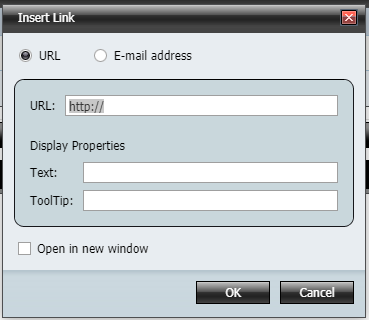 Insert Link
URL E-mail address
URL: http://
Display Properties
Text:
ToolTip:
Open in new window
OK Cancel